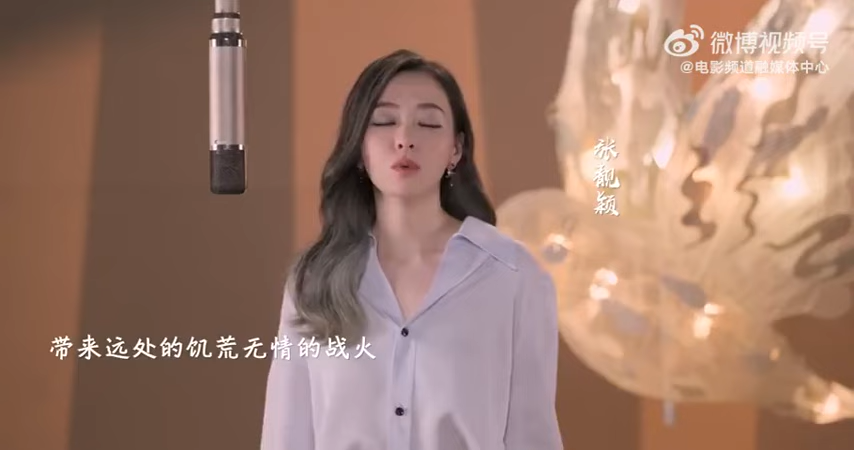 微博视频号
@电影频道融媒体中心
张靓颖
带来远处的饥荒无情的战火